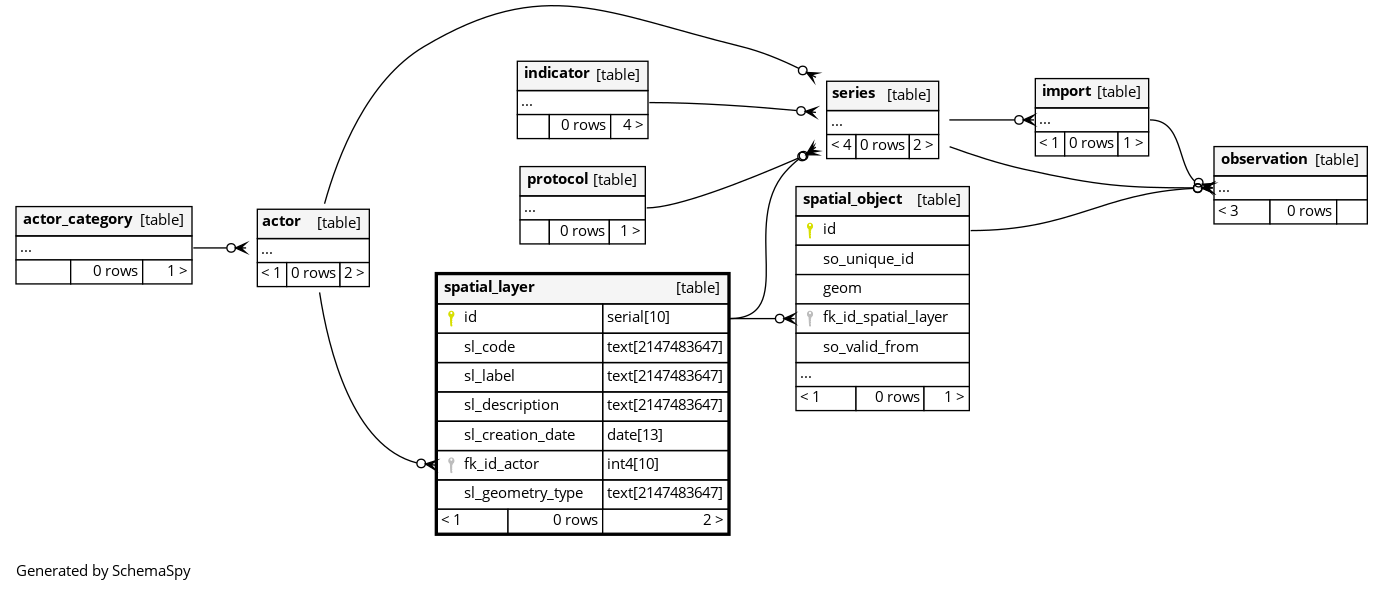 indicator [table]
...
0 rows 4 >
protocol [table]
...
0 rows 1 >
series [table]
...
< 4 0 rows 2 >
import [table]
...
< 1 0 rows 1 >
observation [table]
...
< 3 0 rows
actor_category [table]
...
0 rows 1 >
actor [table]
...
< 1 0 rows 2 >
spatial_object [table]
id
so_unique_id
geom
fk_id_spatial_layer
so_valid_from
...
< 1 0 rows 1 >
spatial_layer [table]
id serial[10]
sl_code text[2147483647]
sl_label text[2147483647]
sl_description text[2147483647]
sl_creation_date date[13]
fk_id_actor int4[10]
sl_geometry_type text[2147483647]
< 1 0 rows 2 >
Generated by SchemaSpy